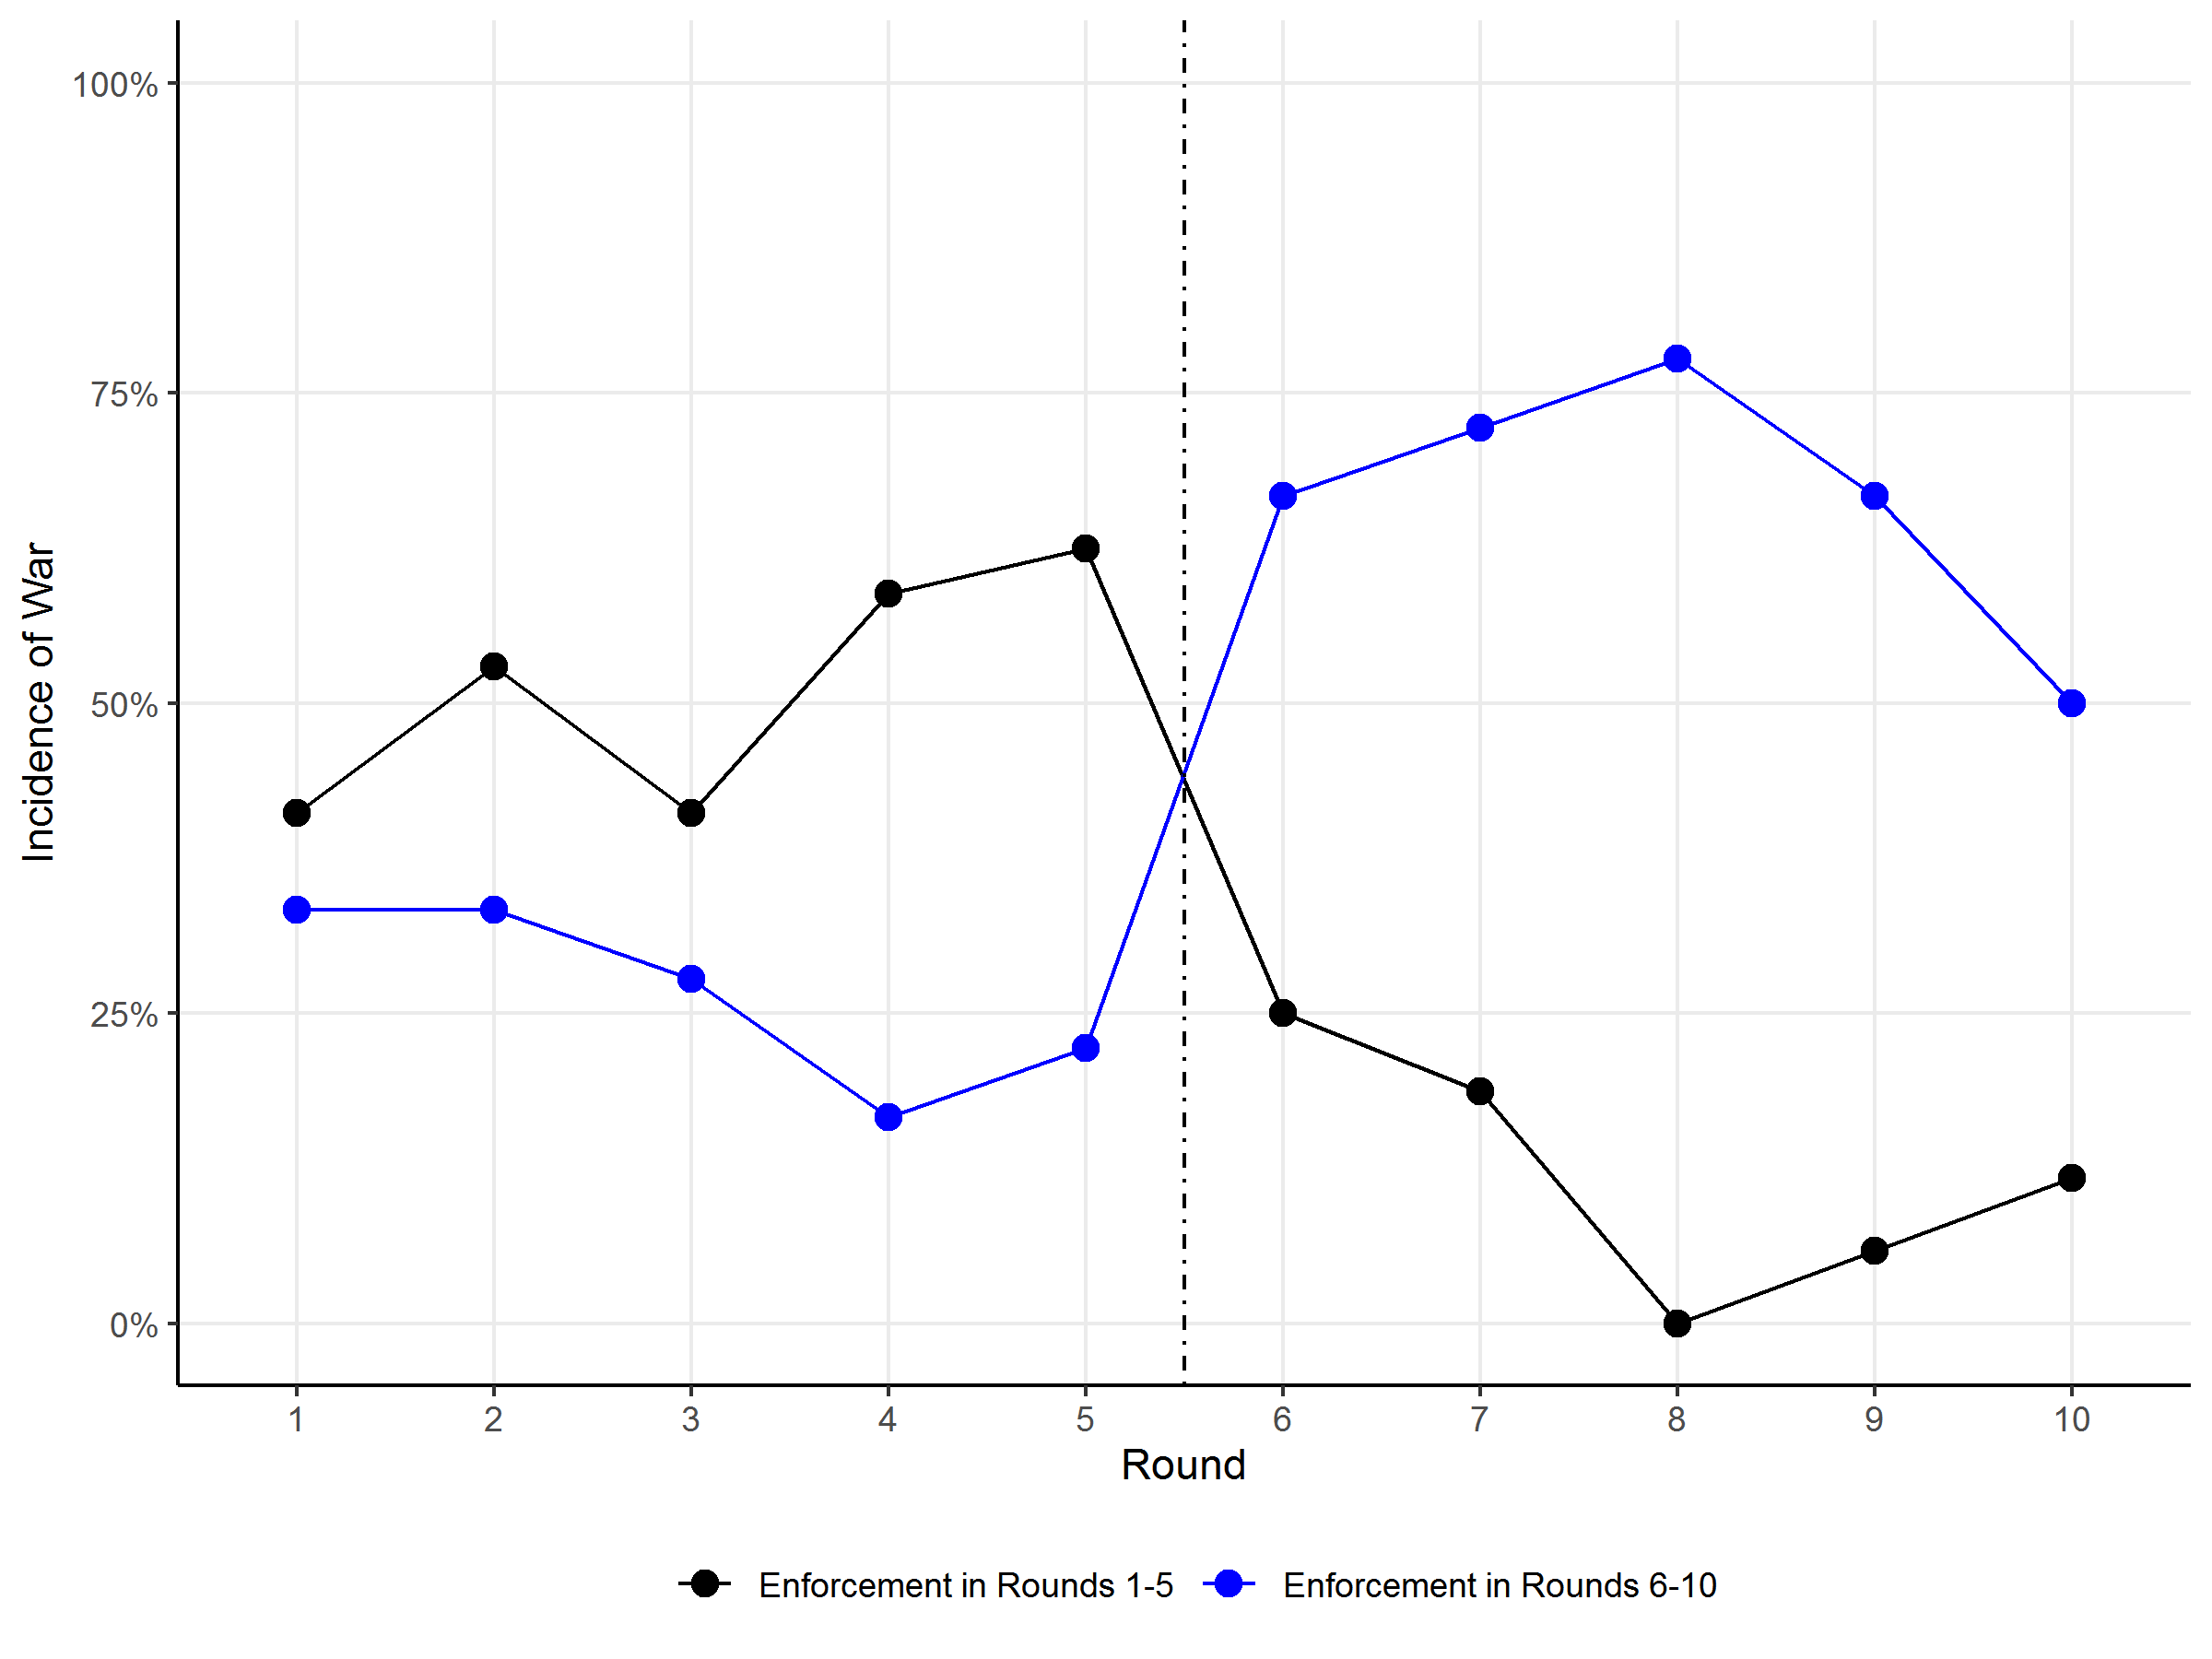 100%
75%
50%
25%
0%
Incidence of War
1 2 3 4 5 6 7 8 9 10
Round
Enforcement in Rounds 1-5 Enforcement in Rounds 6-10